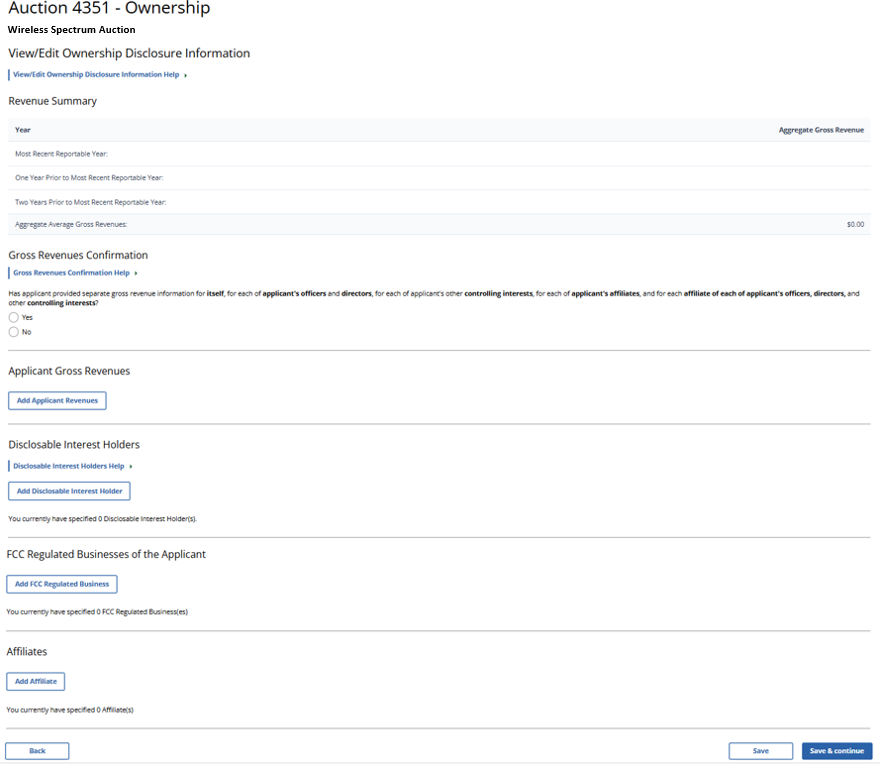 Auction 4351 - Ownership
Wireless Spectrum Auction
View/Edit Ownership Disclosure Information
View/Edit Ownership Disclosure Information Help
Revenue Summary
Year Aggregate Gross Revenue
Most Recent Reportable Year:
One Year Prior to Most Recent Reportable Year:
Two Years Prior to Most Recent Reportable Year:
Aggregate Average Gross Revenues: $0.00
Gross Revenues Confirmation
Gross Revenues Confirmation Help
Has applicant provided separate gross revenue information for itself, for each of applicant's officers and directors, for each of applicant's other controlling interests, for each of applicant's affiliates, and for each affiliate of each of applicant's officers, directors, and
other controlling interests?
Yes
No
Applicant Gross Revenues
Add Applicant Revenues
Disclosable Interest Holders
Disclosable Interest Holders Help
Add Disclosable Interest Holder
You currently have specified 0 Disclosable Interest Holder(s).
FCC Regulated Businesses of the Applicant
Add FCC Regulated Business
You currently have specified 0 FCC Regulated Business(es)
Affiliates
Add Affiliate
You currently have specified 0 Affiliate(s)
Back Save Save & continue